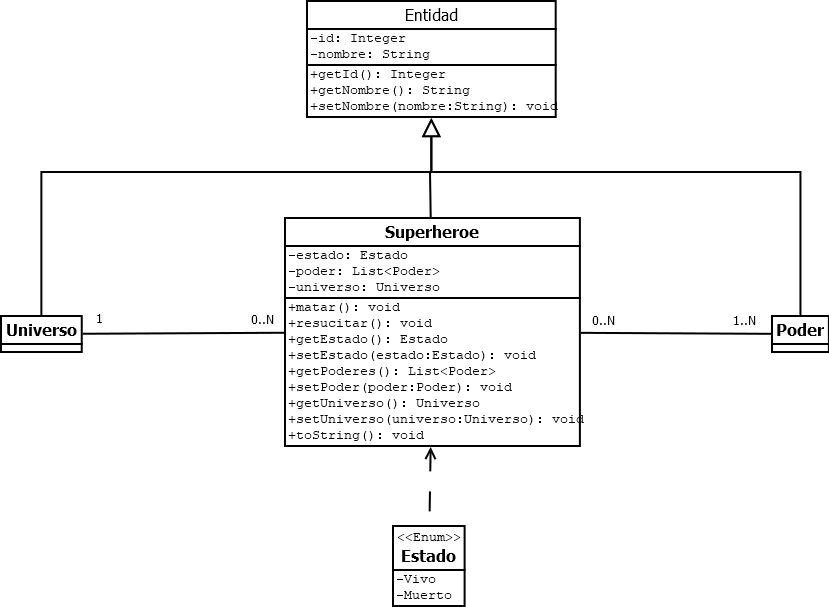 Entidad
-id: Integer
-nombre: String
+getId(): Integer
+getNombre(): String
+setNombre(nombre:String): void
Superheroe
-estado: Estado
-poder: List<Poder>
-universo: Universo
+matar(): void
+resucitar(): void
+getEstado(): Estado
+setEstado(estado:Estado): void
+getPoderes(): List<Poder>
+setPoder(poder:Poder): void
+getUniverso(): Universo
+setUniverso(universo:Universo): void
+toString(): void
Universo
1
0..N
0..N
1..N
Poder
<<Enum>>
Estado
-Vivo
-Muerto